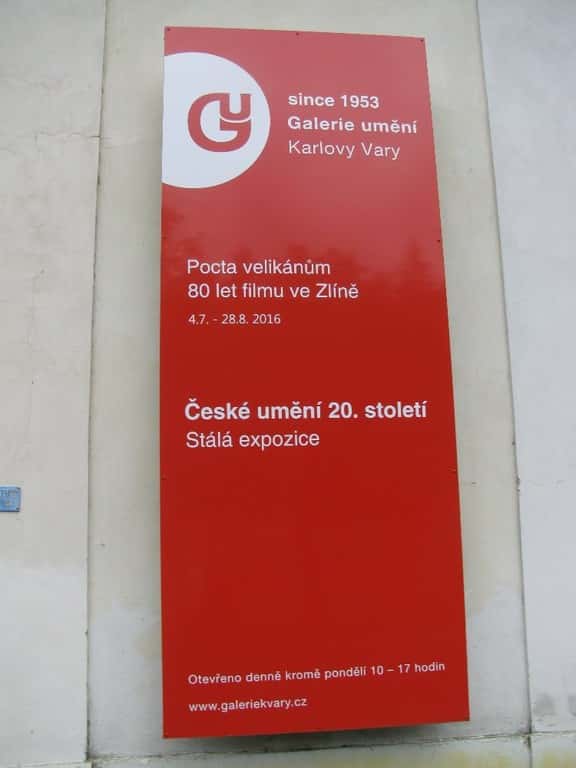 GU
since 1953
Galerie umění
Karlovy Vary
Pocta velikánům
80 let filmu ve Zlíně
4.7. - 28.8. 2016
České umění 20. století
Stálá expozice
Otevřeno denně kromě pondělí 10 – 17 hodin
www.galeriekvary.cz